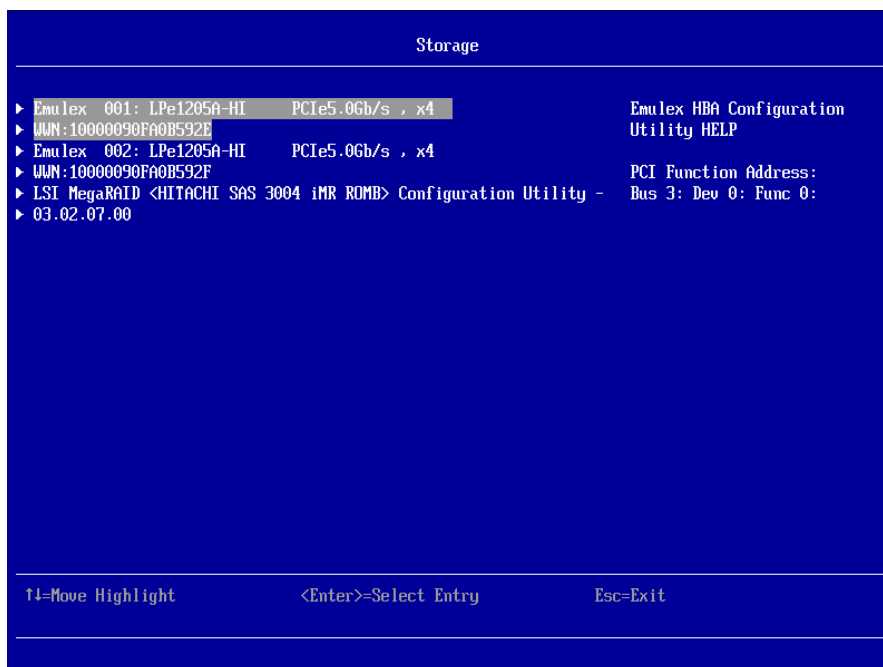 Storage
▶ Emulex 001: LPe1205A-HI PCIe5.0Gb/s , x4
▶ WWN:10000090FA0B592E
▶ Emulex 002: LPe1205A-HI PCIe5.0Gb/s , x4
▶ WWN:10000090FA0B592F
▶ LSI MegaRAID <HITACHI SAS 3004 iMR ROMB> Configuration Utility -
▶ 03.02.07.00
Emulex HBA Configuration
Utility HELP
PCI Function Address:
Bus 3: Dev 0: Func 0:
↑↓=Move Highlight <Enter>=Select Entry Esc=Exit